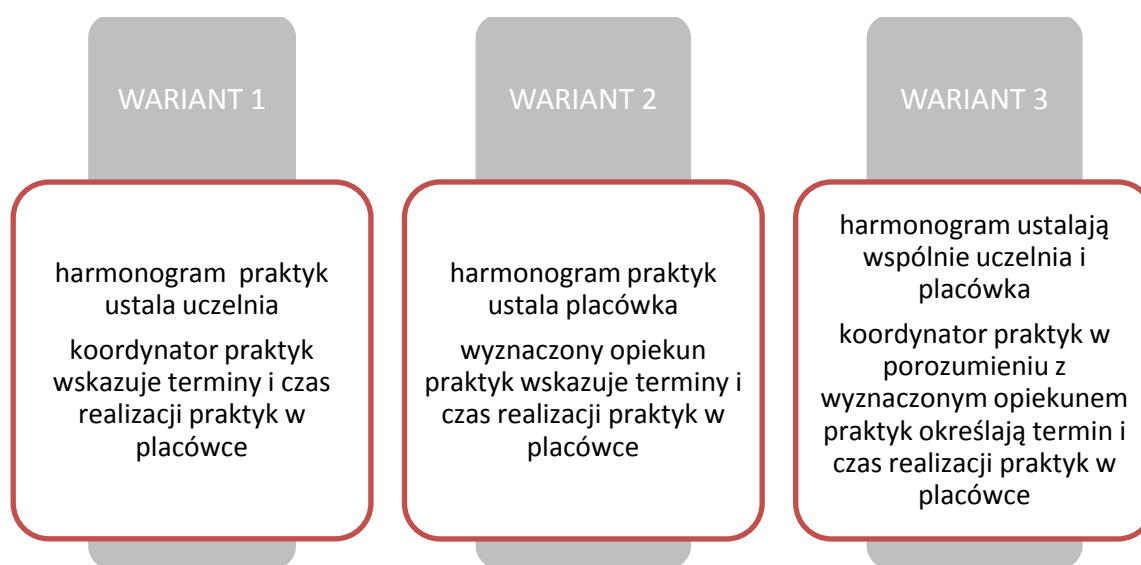 WARIANT 1
harmonogram praktyk
ustala uczelnia
koordynator praktyk
wskazuje terminy i czas
realizacji praktyk w
placówce
WARIANT 2
harmonogram praktyk
ustala placówka
wyznaczony opiekun
praktyk wskazuje terminy i
czas realizacji praktyk w
placówce
WARIANT 3
harmonogram ustalają
wspólnie uczelnia i
placówka
koordynator praktyk w
porozumieniu z
wyznaczonym opiekunem
praktyk określają termin i
czas realizacji praktyk w
placówce